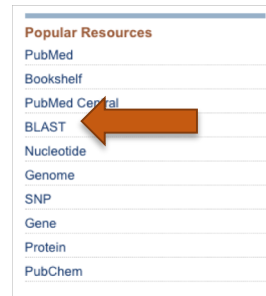 Popular Resources
PubMed
Bookshelf
PubMed Central
BLAST
Nucleotide
Genome
SNP
Gene
Protein
PubChem